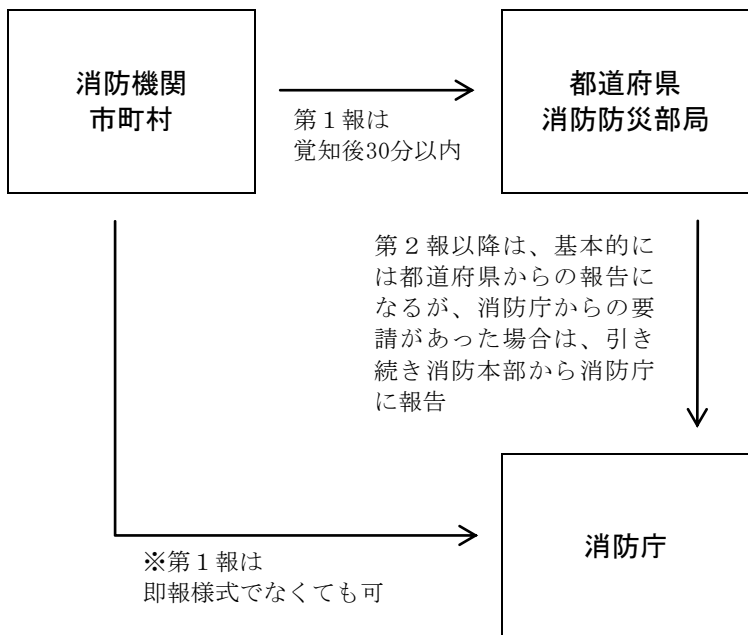 消防機関
市町村
第１報は
覚知後30分以内
都道府県
消防防災部局
第２報以降は、基本的に
は都道府県からの報告に
なるが、消防庁からの要
請があった場合は、引き
続き消防本部から消防庁
に報告
※第１報は
即報様式でなくても可
消防庁